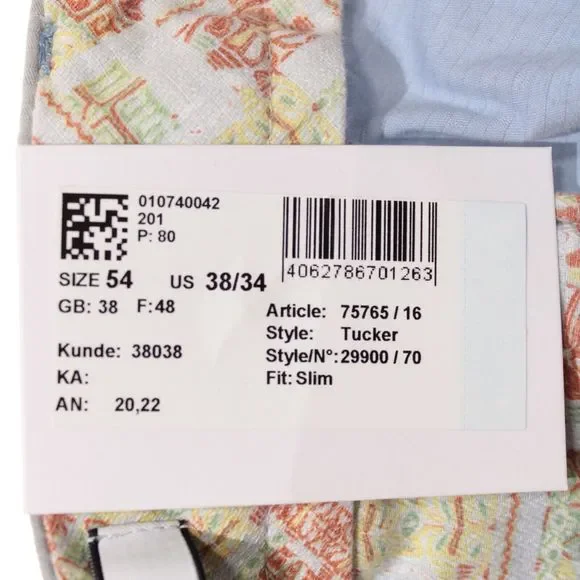 010740042
201
P: 80
4062786701263
SIZE 54 US 38/34
GB: 38 F:48
Article: 75765 / 16
Style: Tucker
Kunde: 38038
Style/N°: 29900 / 70
KA:
Fit: Slim
AN: 20,22